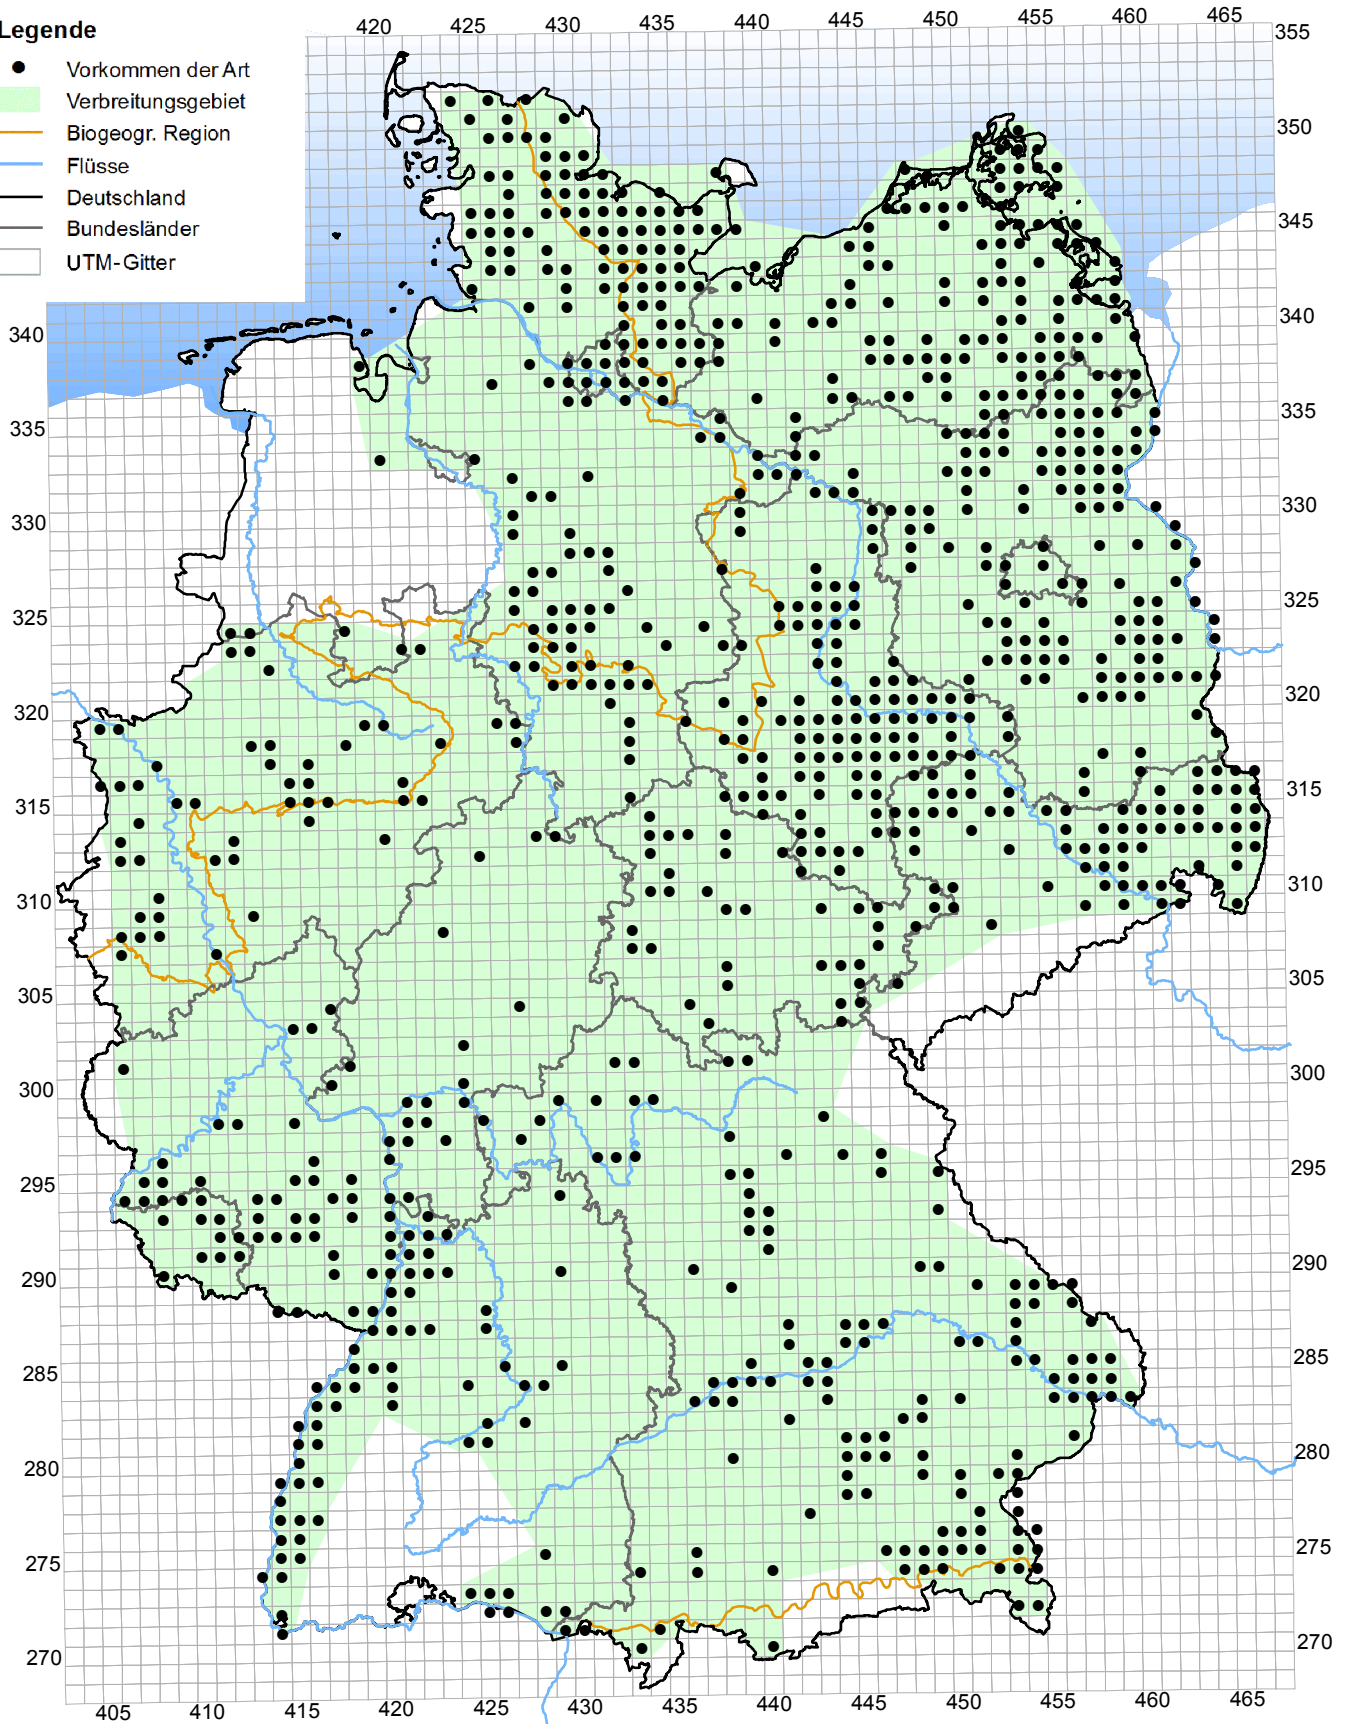 Legende
Vorkommen der Art
Verbreitungsgebiet
Biogeogr. Region
Flüsse
Deutschland
Bundesländer
UTM-Gitter
420 425 430 435 440 445 450 455 460 465
355
350
345
340 340
335 335
330 330
325 325
320 320
315 315
310 310
305 305
300 300
295 295
290 290
285 285
280 280
275 275
270 270
405 410 415 420 425 430 435 440 445 450 455 460 465